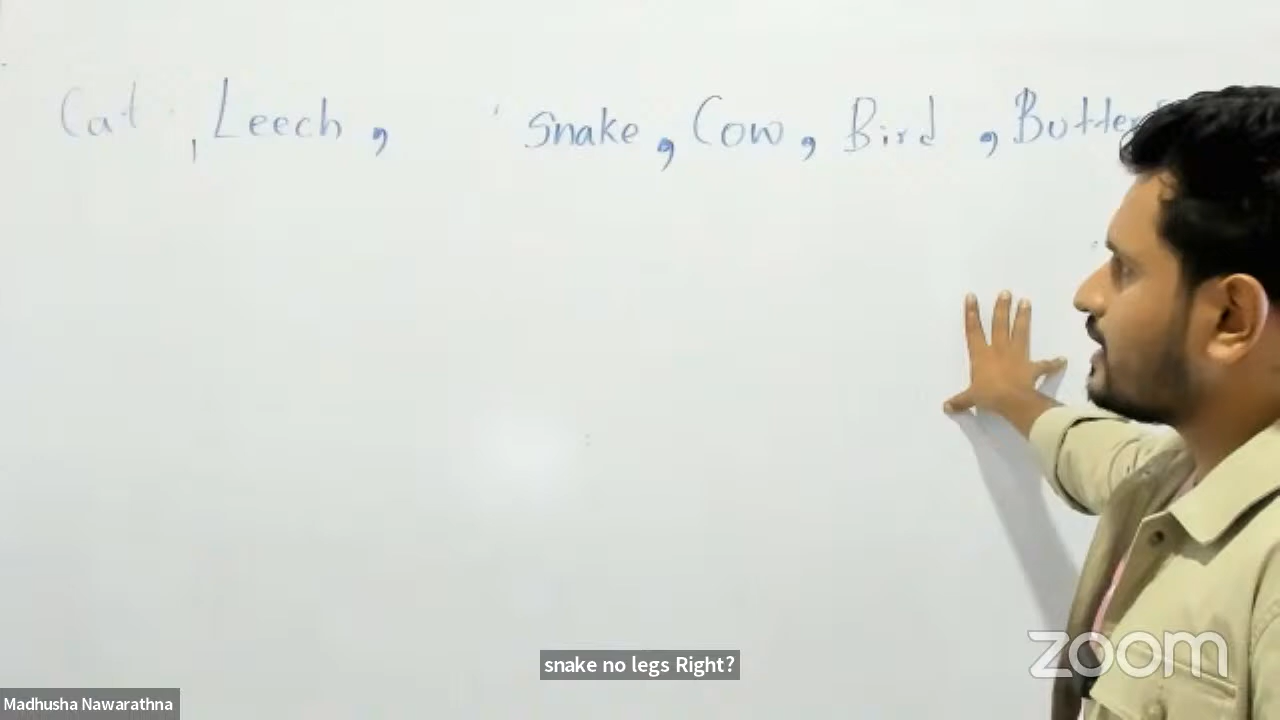 Cat , Leech , Snake , Cow , Bird , Butter
snake no legs Right?
zoom
Madhusha Nawarathna